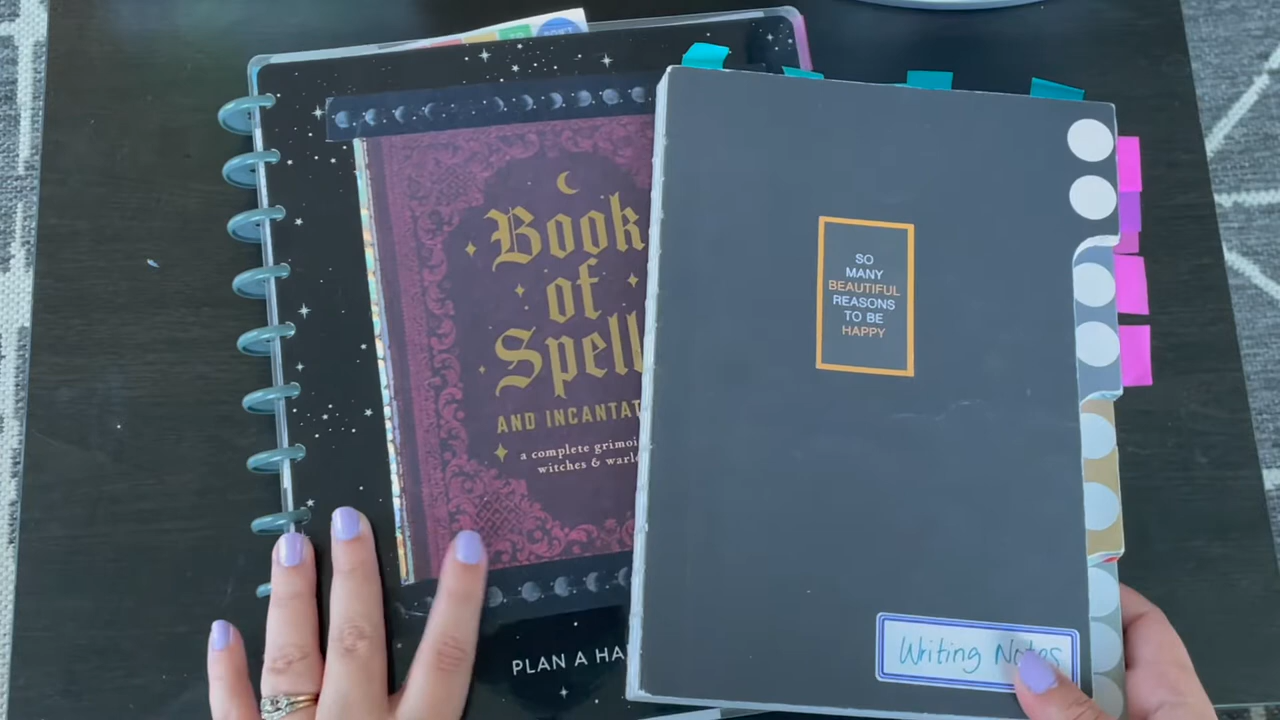 Book
of
Spell
AND INCANTAT
a complete grimoi
witches & warl
PLAN A HA
SO
MANY
BEAUTIFUL
REASONS
TO BE
HAPPY
Writing Notes